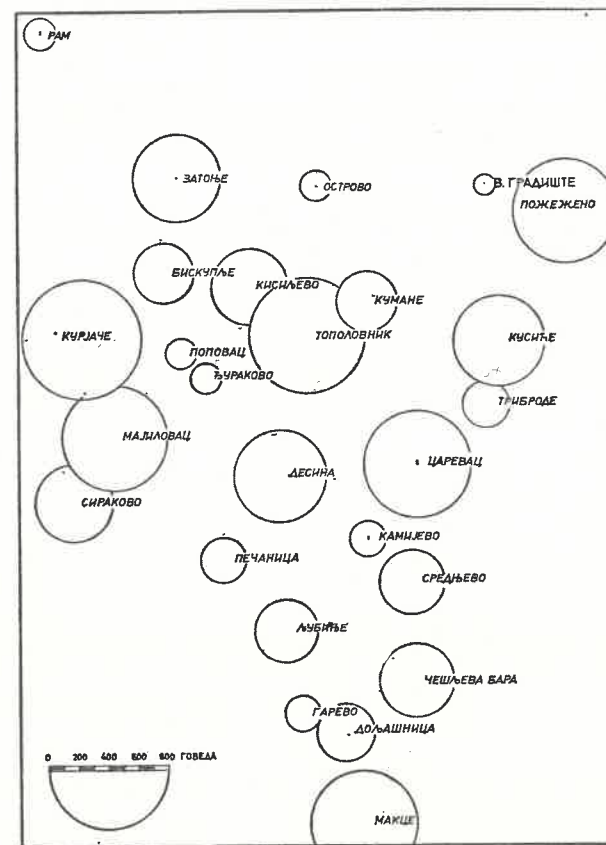 РАМ
ЗАТОЊЕ
ОСТРОВО
В. ГРАДИШТЕ
ПОЖЕЖЕНО
БИСКУПЉЕ
КИСИЉЕВО
КУМАНЕ
КУРЈАЧЕ
ТОПОЛОВНИК
КУСИЋЕ
ПОПОВАЦ
ЂУРАКОВО
ТРИБРОДЕ
МАЈИЛОВАЦ
ДЕСИНА
ЦАРЕВАЦ
СИРАКОВО
КАМИЈЕВО
ПЕЧАНИЦА
СРЕДЊЕВО
ЉУБИЊЕ
ЧЕШЉЕВА БАРА
ГАРЕВО
ДОЉАШНИЦА
0 200 400 600 800 ГОВЕДА
МАКЦЕ